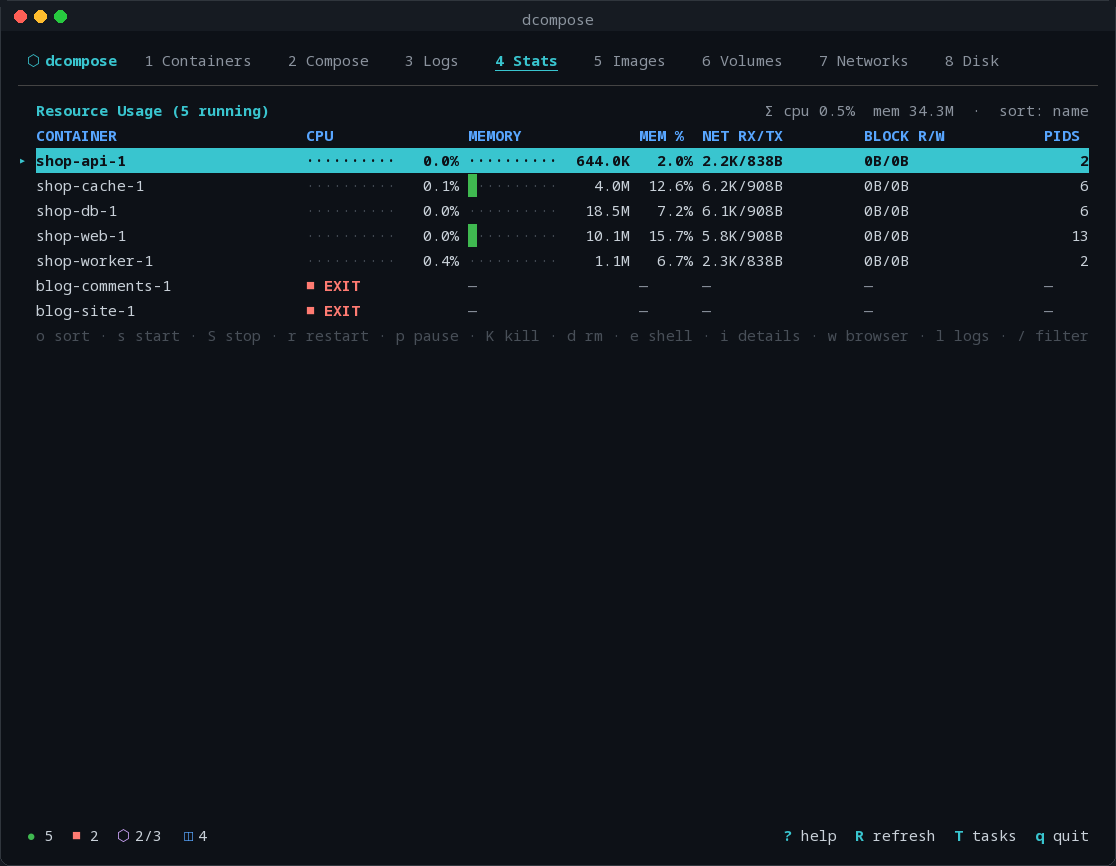 dcompose
⬡ dcompose 1 Containers 2 Compose 3 Logs 4 Stats 5 Images 6 Volumes 7 Networks 8 Disk
Resource Usage (5 running) Σ cpu 0.5% mem 34.3M · sort: name
CONTAINER CPU MEMORY MEM % NET RX/TX BLOCK R/W PIDS
▸ shop-api-1 ·········· 0.0% ·········· 644.0K 2.0% 2.2K/838B 0B/0B 2
shop-cache-1 ·········· 0.1% █········· 4.0M 12.6% 6.2K/908B 0B/0B 6
shop-db-1 ·········· 0.0% ·········· 18.5M 7.2% 6.1K/908B 0B/0B 6
shop-web-1 ·········· 0.0% █········· 10.1M 15.7% 5.8K/908B 0B/0B 13
shop-worker-1 ·········· 0.4% ·········· 1.1M 6.7% 2.3K/838B 0B/0B 2
blog-comments-1 ■ EXIT — — — — —
blog-site-1 ■ EXIT — — — — —
o sort · s start · S stop · r restart · p pause · K kill · d rm · e shell · i details · w browser · l logs · / filter
● 5 ■ 2 ⬡ 2/3 ◫ 4 ? help R refresh T tasks q quit